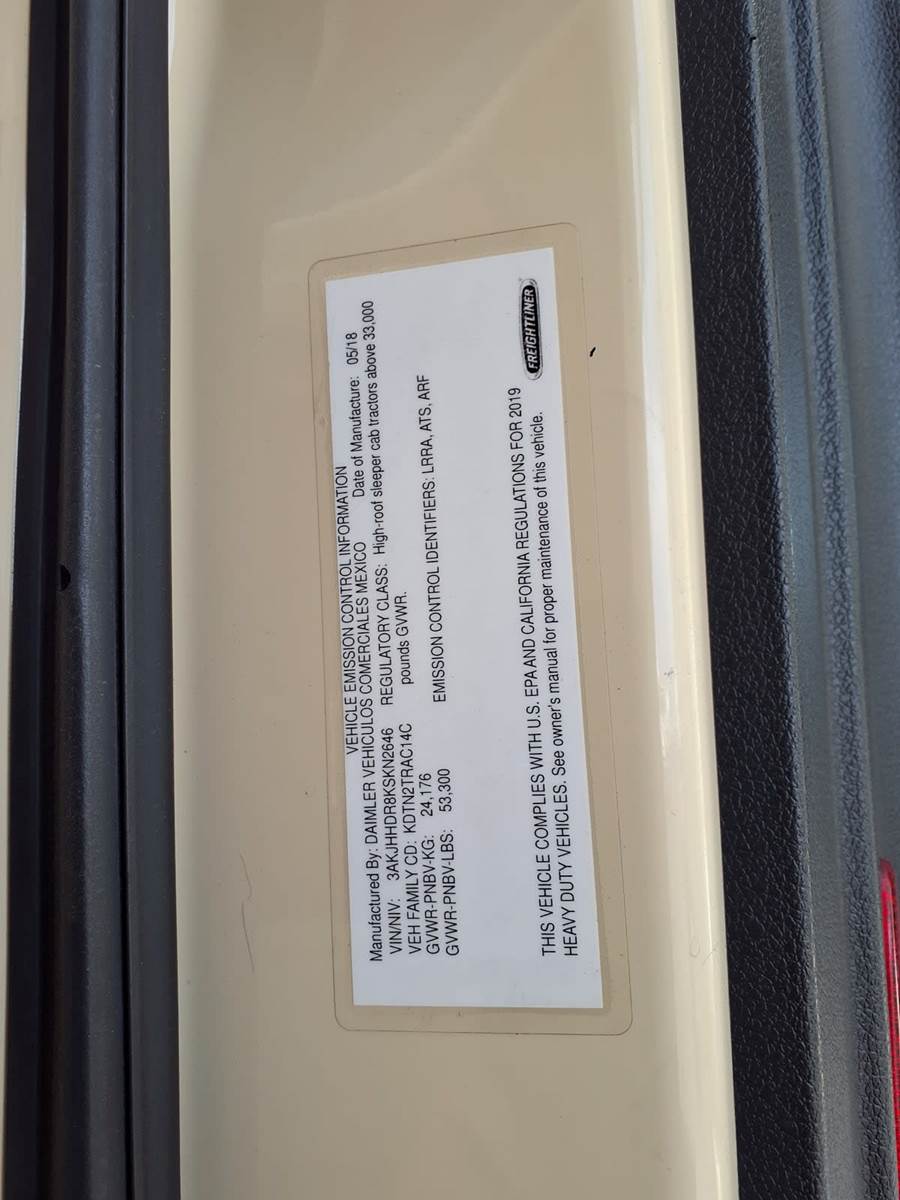 VEHICLE EMISSION CONTROL INFORMATION
Manufactured By: DAIMLER VEHICULOS COMERCIALES MEXICO Date of Manufacture: 05/18
VIN/NIV: 3AKJHHDR8KSKN2646 REGULATORY CLASS: High-roof sleeper cab tractors above 33,000
VEH FAMILY CD: KDTN2TRAC14C pounds GVWR.
GVWR-PNBV-KG: 24,176
GVWR-PNBV-LBS: 53,300 EMISSION CONTROL IDENTIFIERS: LRRA, ATS, ARF
THIS VEHICLE COMPLIES WITH U.S. EPA AND CALIFORNIA REGULATIONS FOR 2019
HEAVY DUTY VEHICLES. See owner's manual for proper maintenance of this vehicle.
FREIGHTLINER